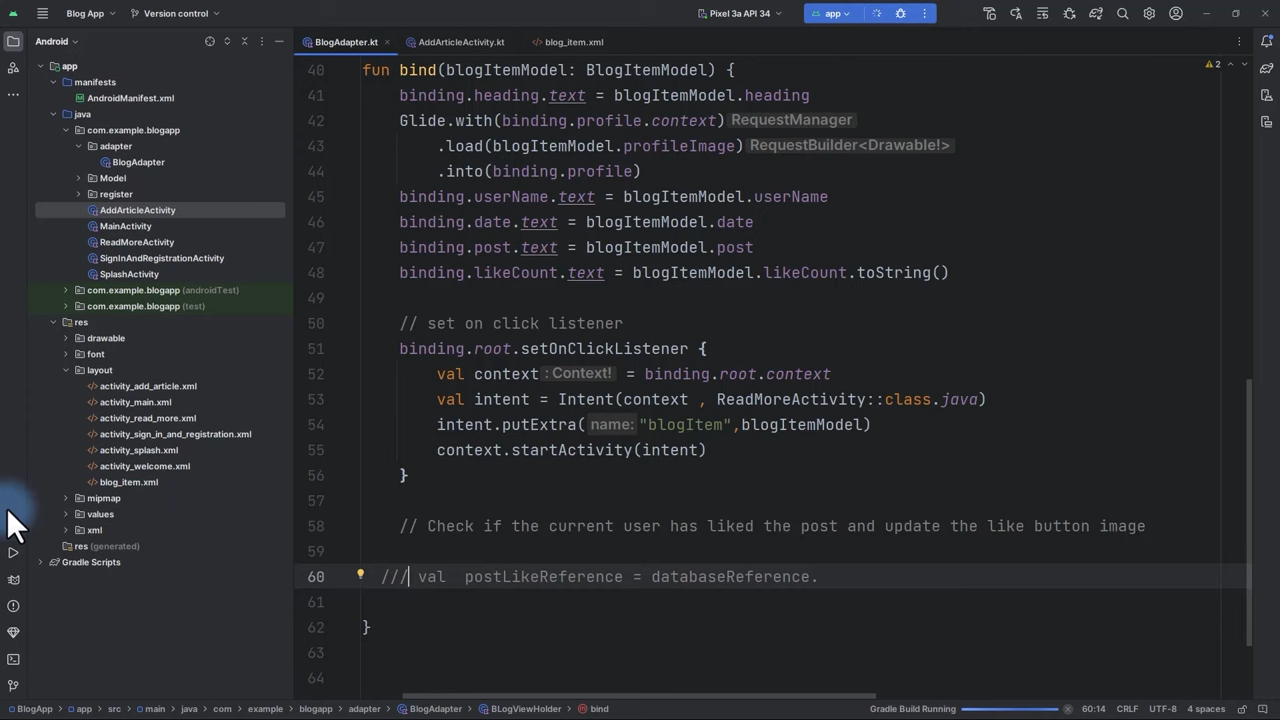 Blog App
Version control
Pixel 3a API 34
app
Android
BlogAdapter.kt
AddArticleActivity.kt
blog_item.xml
app
manifests
AndroidManifest.xml
java
com.example.blogapp
adapter
BlogAdapter
Model
register
AddArticleActivity
MainActivity
ReadMoreActivity
SignInAndRegistrationActivity
SplashActivity
com.example.blogapp (androidTest)
com.example.blogapp (test)
res
drawable
font
layout
activity_add_article.xml
activity_main.xml
activity_read_more.xml
activity_sign_in_and_registration.xml
activity_splash.xml
activity_welcome.xml
blog_item.xml
mipmap
values
xml
res (generated)
Gradle Scripts
2
40 fun bind(blogItemModel: BlogItemModel) {
41 binding.heading.text = blogItemModel.heading
42 Glide.with(binding.profile.context) RequestManager
43 .load(blogItemModel.profileImage) RequestBuilder<Drawable!>
44 .into(binding.profile)
45 binding.userName.text = blogItemModel.userName
46 binding.date.text = blogItemModel.date
47 binding.post.text = blogItemModel.post
48 binding.likeCount.text = blogItemModel.likeCount.toString()
49
50 // set on click listener
51 binding.root.setOnClickListener {
52 val context : Context! = binding.root.context
53 val intent = Intent(context , ReadMoreActivity::class.java)
54 intent.putExtra( name: "blogItem",blogItemModel)
55 context.startActivity(intent)
56 }
57
58 // Check if the current user has liked the post and update the like button image
59
60 /// val  postLikeReference = databaseReference.
61
62 }
63
64
BlogApp > app > src > main > java > com > example > blogapp > adapter > BlogAdapter > BLogViewHolder > bind
Gradle Build Running
60:14 CRLF UTF-8 4 spaces